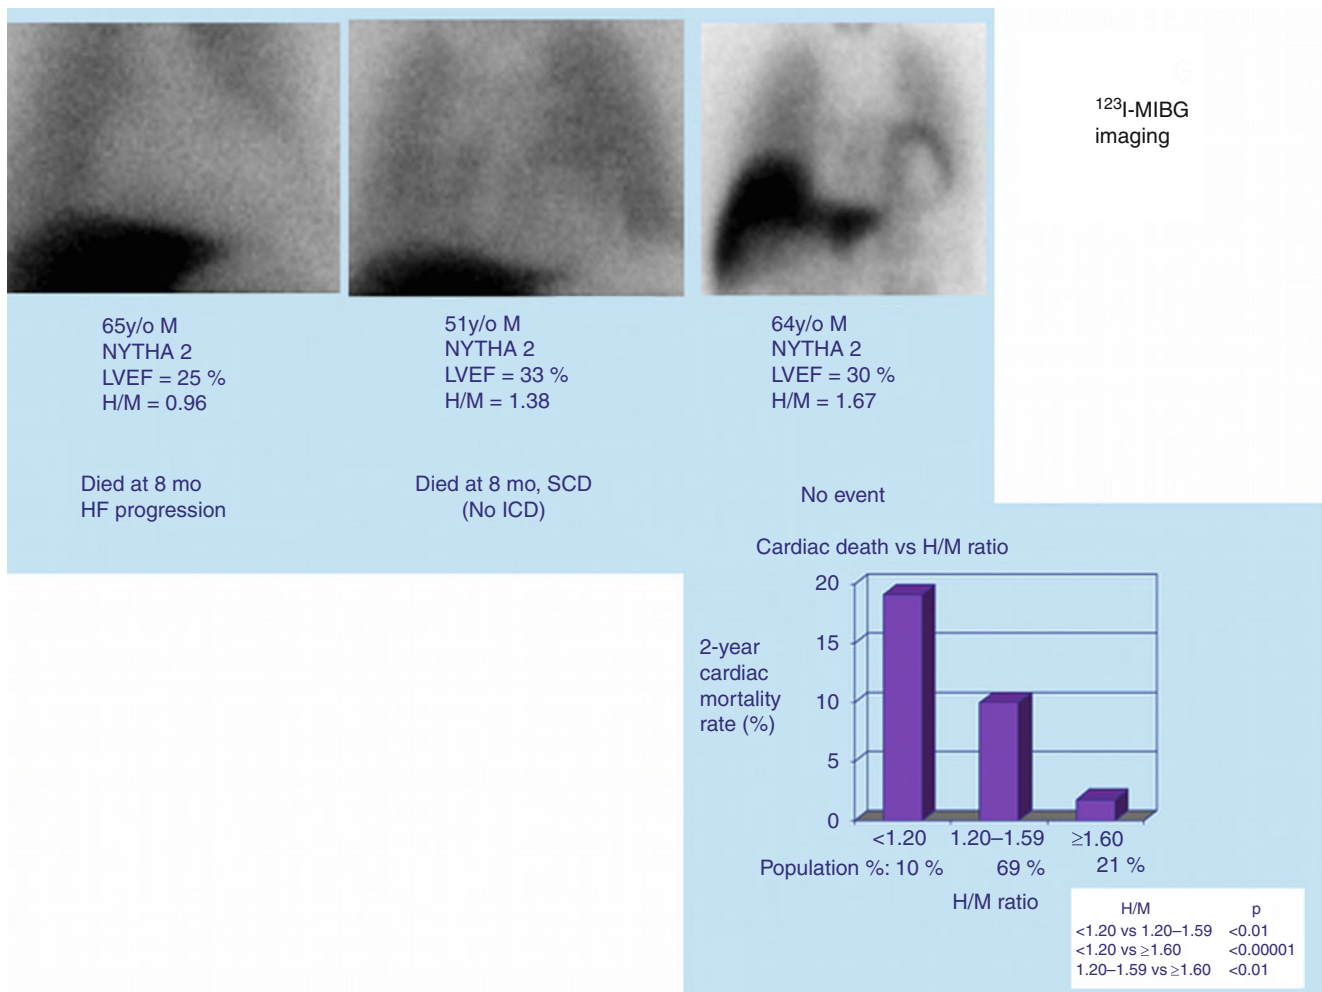 ¹²³I-MIBG
imaging
65y/o M
NYTHA 2
LVEF = 25 %
H/M = 0.96
Died at 8 mo
HF progression
51y/o M
NYTHA 2
LVEF = 33 %
H/M = 1.38
Died at 8 mo, SCD
(No ICD)
64y/o M
NYTHA 2
LVEF = 30 %
H/M = 1.67
No event
Cardiac death vs H/M ratio
2-year
cardiac
mortality
rate (%)
20
15
10
5
0
<1.20 1.20–1.59 ≥1.60
Population %: 10 % 69 % 21 %
H/M ratio
H/M p
<1.20 vs 1.20–1.59 <0.01
<1.20 vs ≥1.60 <0.00001
1.20–1.59 vs ≥1.60 <0.01